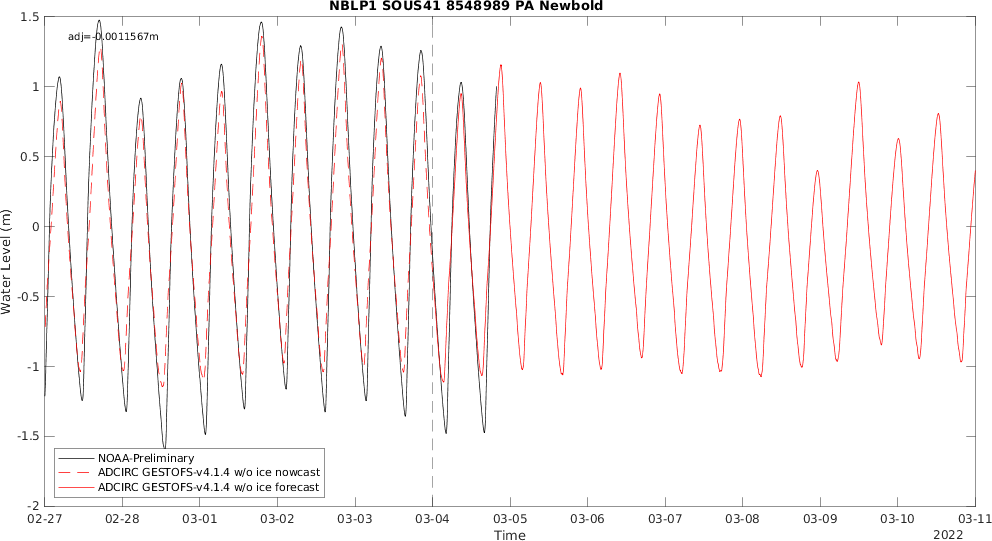 NBLP1 SOUS41 8548989 PA Newbold
adj=-0.0011567m
1.5
1
0.5
0
-0.5
-1
-1.5
-2
Water Level (m)
NOAA-Preliminary
ADCIRC GESTOFS-v4.1.4 w/o ice nowcast
ADCIRC GESTOFS-v4.1.4 w/o ice forecast
02-27 02-28 03-01 03-02 03-03 03-04 03-05 03-06 03-07 03-08 03-09 03-10 03-11
Time
2022